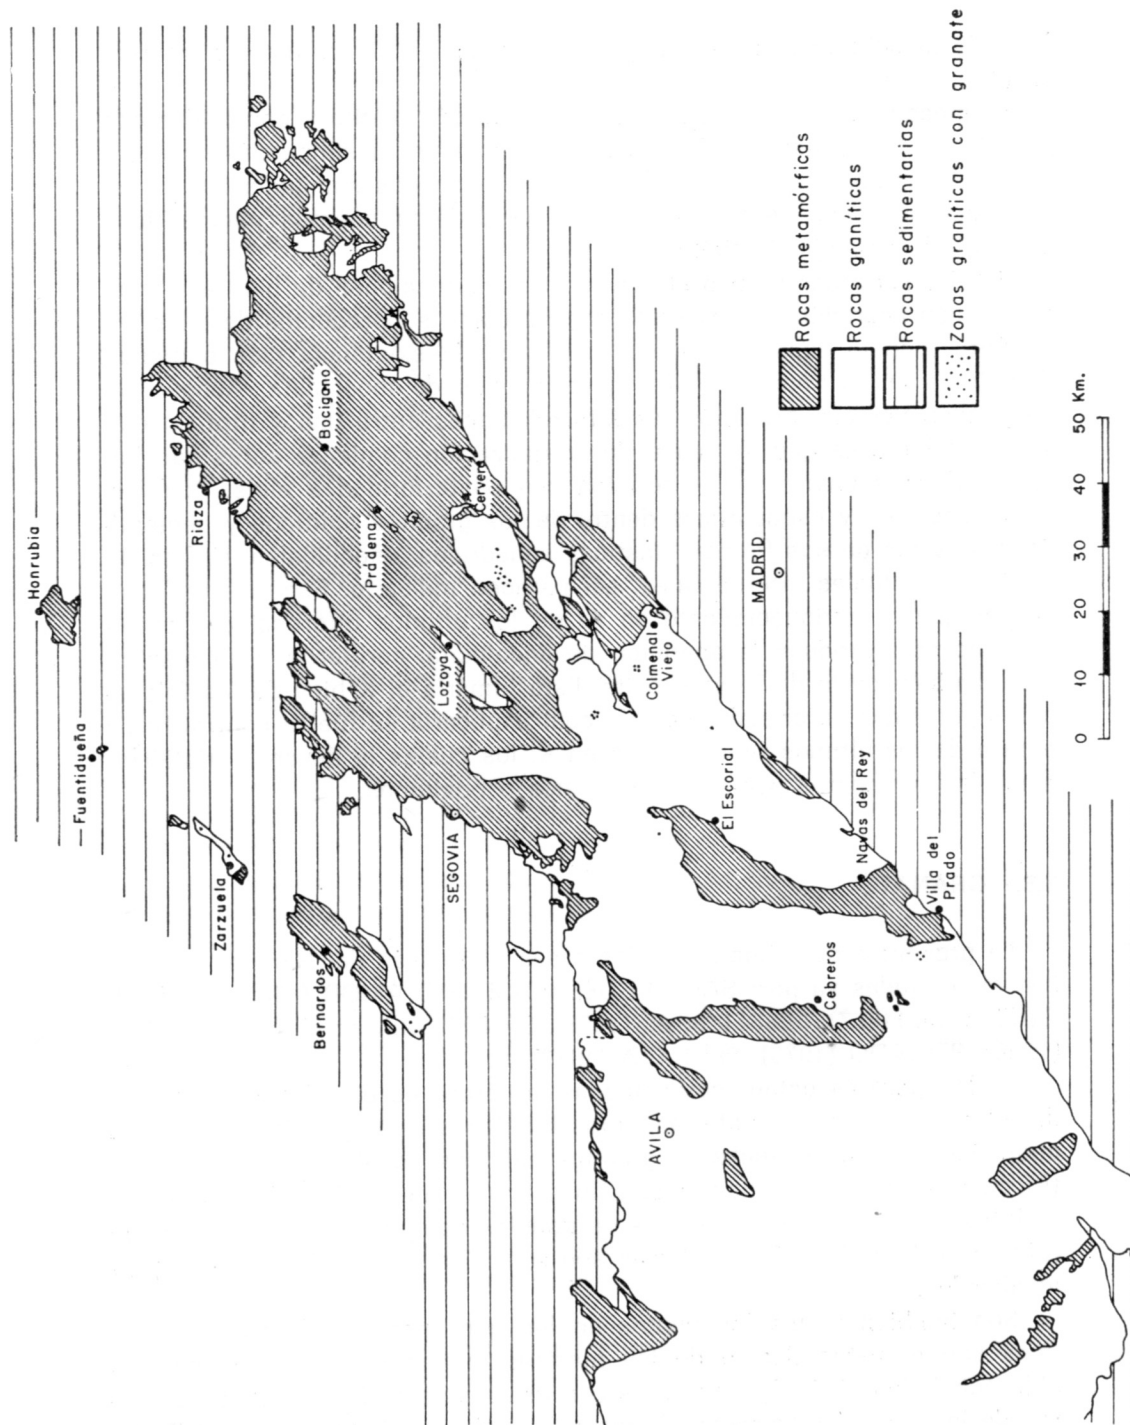 Honrubia
Fuentidueña
Riaza
Zarzuela
Bernardos
Bocigano
Prádena
Cervera
Lozoya
SEGOVIA
Colmenal
Viejo
MADRID
El Escorial
Navas del Rey
Villa del
Prado
Cebreros
AVILA
Rocas metamórficas
Rocas graníticas
Rocas sedimentarias
Zonas graníticas con granate
0 10 20 30 40 50 Km.